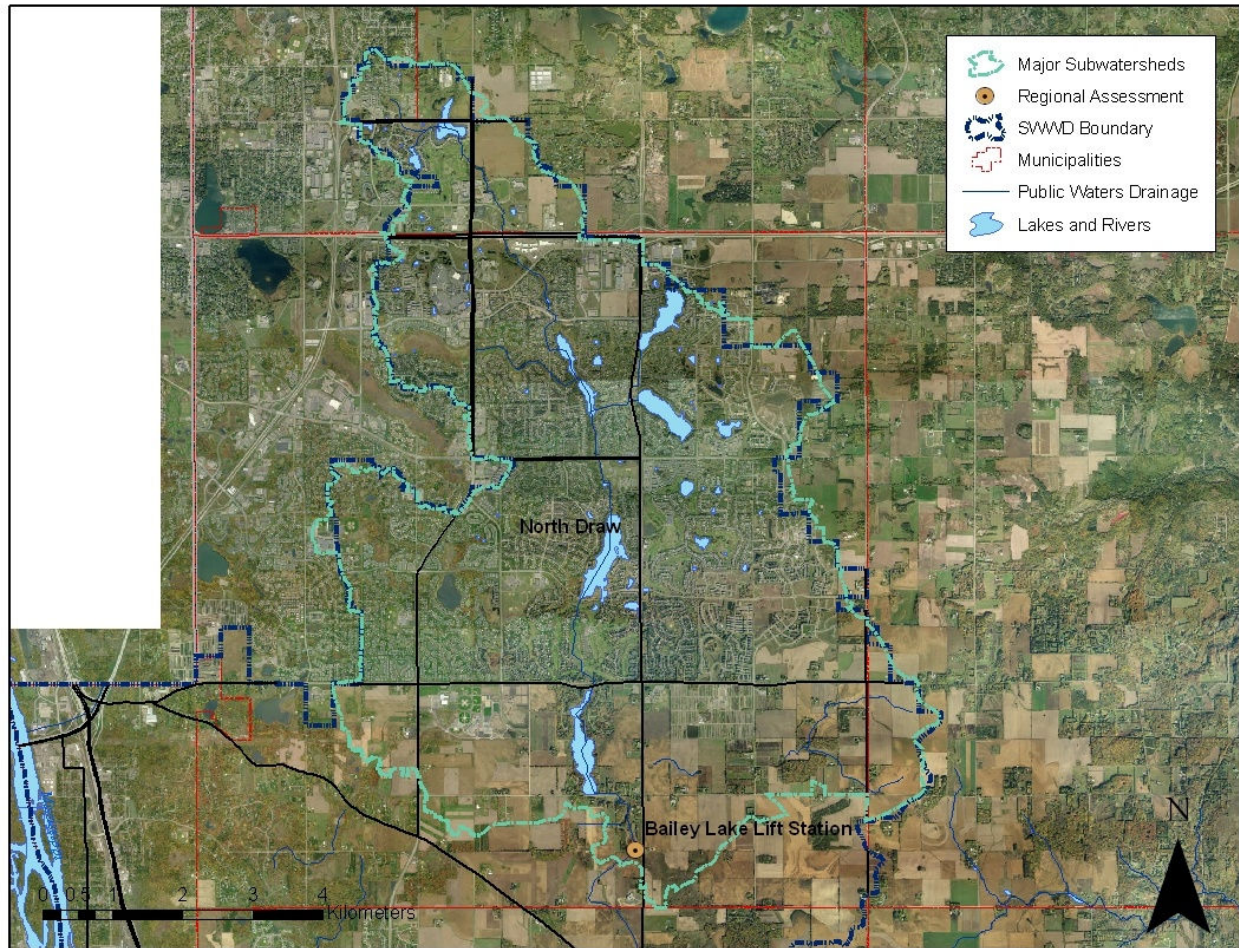 Major Subwatersheds
Regional Assessment
SWWD Boundary
Municipalities
Public Waters Drainage
Lakes and Rivers
North Draw
Bailey Lake Lift Station
N
0 0.5 1 2 3 4
Kilometers